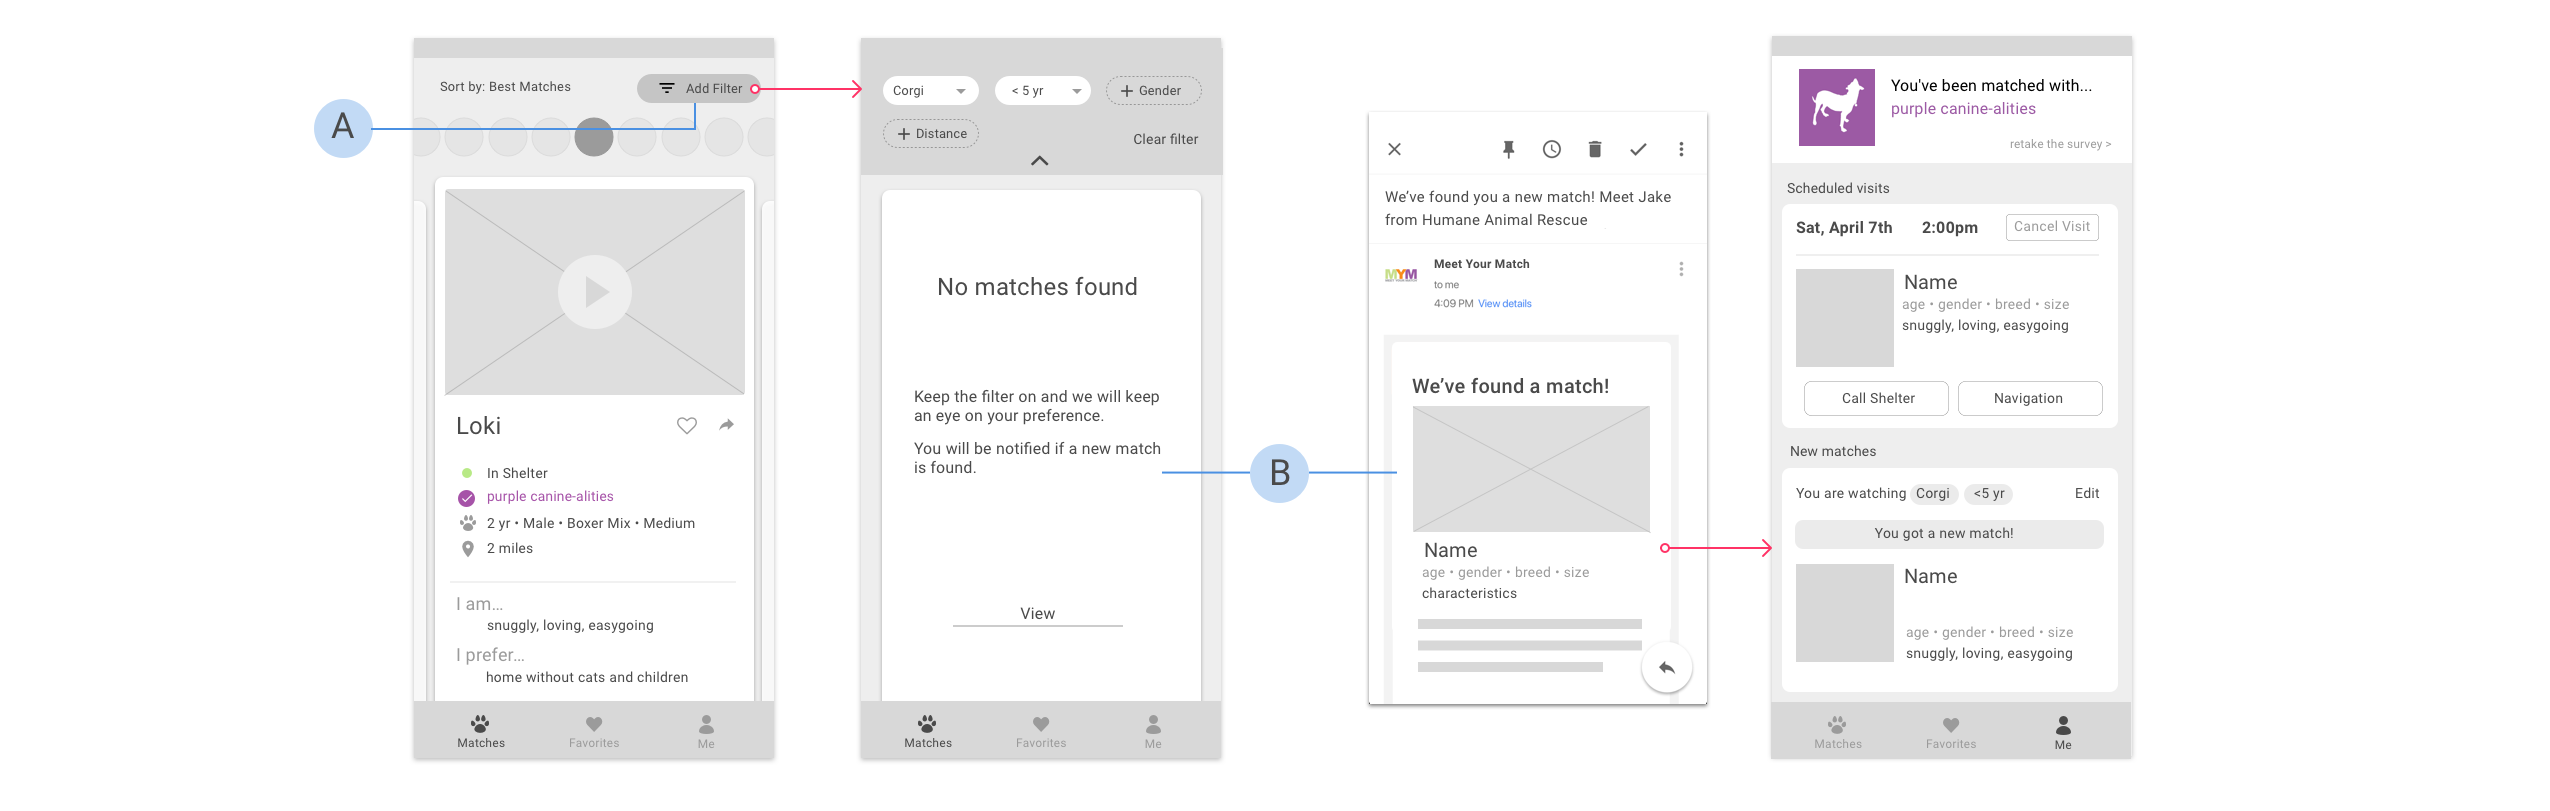 A
Sort by: Best Matches
Add Filter
Loki
In Shelter
purple canine-alities
2 yr • Male • Boxer Mix • Medium
2 miles
I am...
snuggly, loving, easygoing
I prefer...
home without cats and children
Matches
Favorites
Me
Corgi
< 5 yr
+ Gender
+ Distance
Clear filter
No matches found
Keep the filter on and we will keep
an eye on your preference.
You will be notified if a new match
is found.
View
Matches
Favorites
Me
B
We’ve found you a new match! Meet Jake
from Humane Animal Rescue
MYM
Meet Your Match
to me
4:09 PM View details
We’ve found a match!
Name
age • gender • breed • size
characteristics
You've been matched with...
purple canine-alities
retake the survey >
Scheduled visits
Sat, April 7th 2:00pm Cancel Visit
Name
age • gender • breed • size
snuggly, loving, easygoing
Call Shelter
Navigation
New matches
You are watching Corgi <5 yr Edit
You got a new match!
Name
age • gender • breed • size
snuggly, loving, easygoing
Matches
Favorites
Me